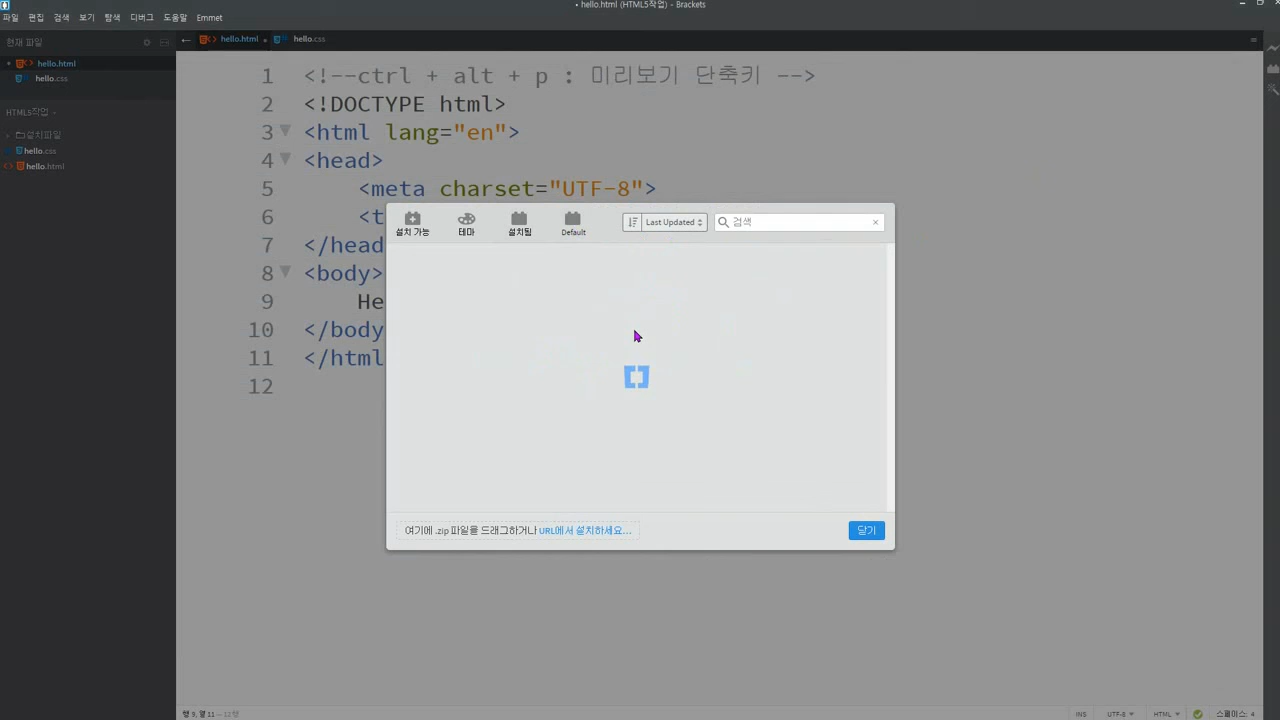 • hello.html (HTML5작업) - Brackets
파일 편집 검색 보기 탐색 디버그 도움말 Emmet
현재 파일
hello.html
hello.css
HTML5작업
설치파일
hello.css
hello.html
hello.html • hello.css
1 <!--ctrl + alt + p : 미리보기 단축키 -->
2 <!DOCTYPE html>
3 <html lang="en">
4 <head>
5 <meta charset="UTF-8">
6 <t
7 </head
8 <body>
9 He
10 </body
11 </html
12
설치 가능 테마 설치됨 Default Last Updated 검색 ×
여기에 .zip 파일을 드래그하거나 URL에서 설치하세요...
닫기
행 3, 열 11 — 12행
INS UTF-8 HTML 스페이스: 4